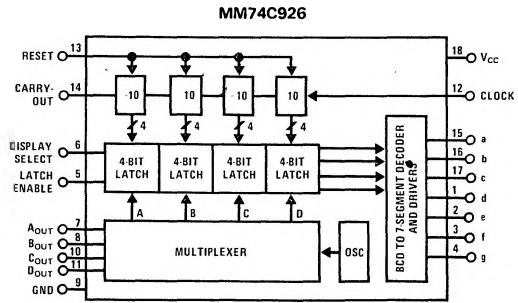 MM74C926
RESET 13
CARRY-OUT 14
·10 ·10 ·10 10
18 VCC
12 CLOCK
4 4 4 4
DISPLAY SELECT 6
LATCH ENABLE 5
4-BIT LATCH 4-BIT LATCH 4-BIT LATCH 4-BIT LATCH
BCD TO 7-SEGMENT DECODER AND DRIVERS
15 a
16 b
17 c
1 d
2 e
3 f
4 g
A B C D
AOUT 7
BOUT 8
COUT 10
DOUT 11
GND 9
MULTIPLEXER
OSC